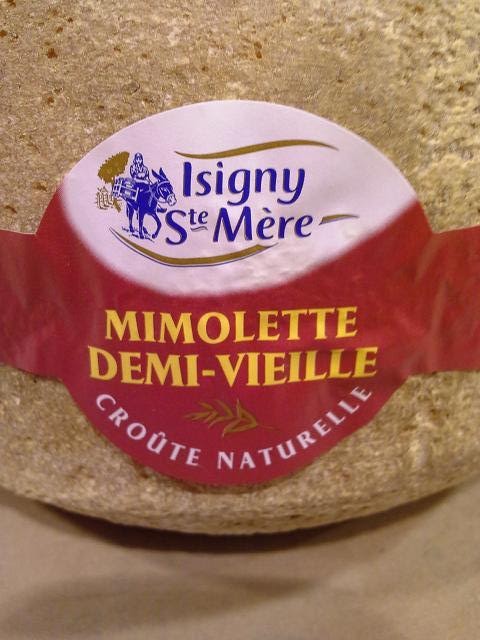 Isigny
Ste Mère
MIMOLETTE
DEMI-VIEILLE
CROÛTE NATURELLE